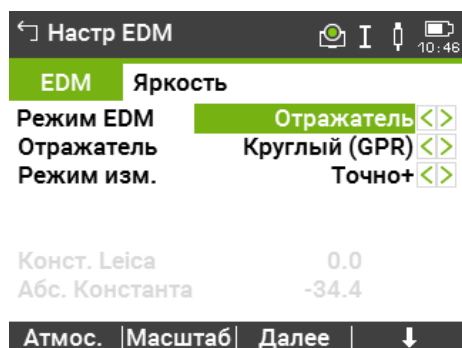 Настр EDM I 10:46
EDM Яркость
Режим EDM Отражатель
Отражатель Круглый (GPR)
Режим изм. Точно+
Конст. Leica 0.0
Абс. Константа -34.4
Атмос. Масштаб Далее